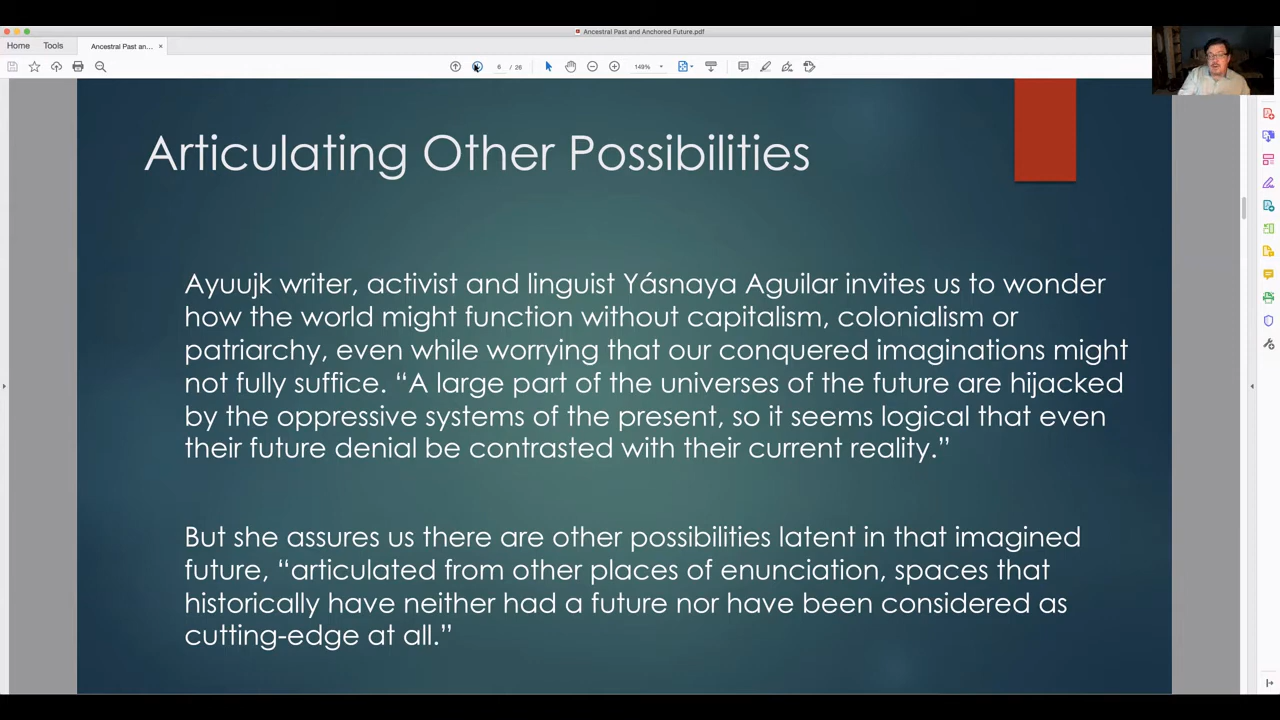 Ancestral Past and Anchored Future.pdf
Home Tools Ancestral Past an... ×
6 / 26 149%
Articulating Other Possibilities
Ayuujk writer, activist and linguist Yásnaya Aguilar invites us to wonder
how the world might function without capitalism, colonialism or
patriarchy, even while worrying that our conquered imaginations might
not fully suffice. “A large part of the universes of the future are hijacked
by the oppressive systems of the present, so it seems logical that even
their future denial be contrasted with their current reality.”
But she assures us there are other possibilities latent in that imagined
future, “articulated from other places of enunciation, spaces that
historically have neither had a future nor have been considered as
cutting-edge at all.”